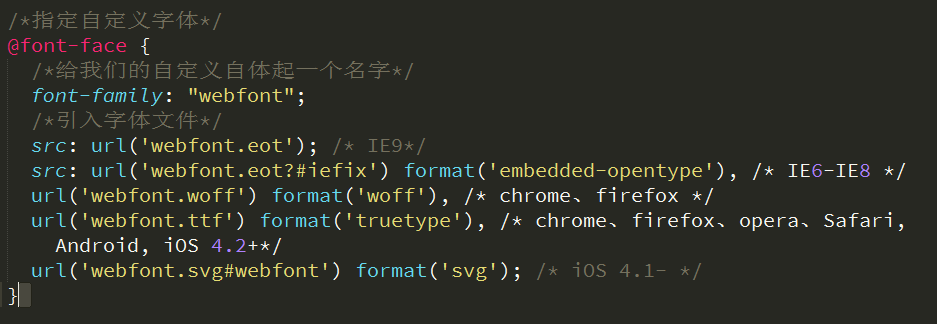 /*指定自定义字体*/
@font-face {
/*给我们的自定义自体起一个名字*/
font-family: "webfont";
/*引入字体文件*/
src: url('webfont.eot'); /* IE9*/
src: url('webfont.eot?#iefix') format('embedded-opentype'), /* IE6-IE8 */
url('webfont.woff') format('woff'), /* chrome、firefox */
url('webfont.ttf') format('truetype'), /* chrome、firefox、opera、Safari,
Android, iOS 4.2+*/
url('webfont.svg#webfont') format('svg'); /* iOS 4.1- */
}